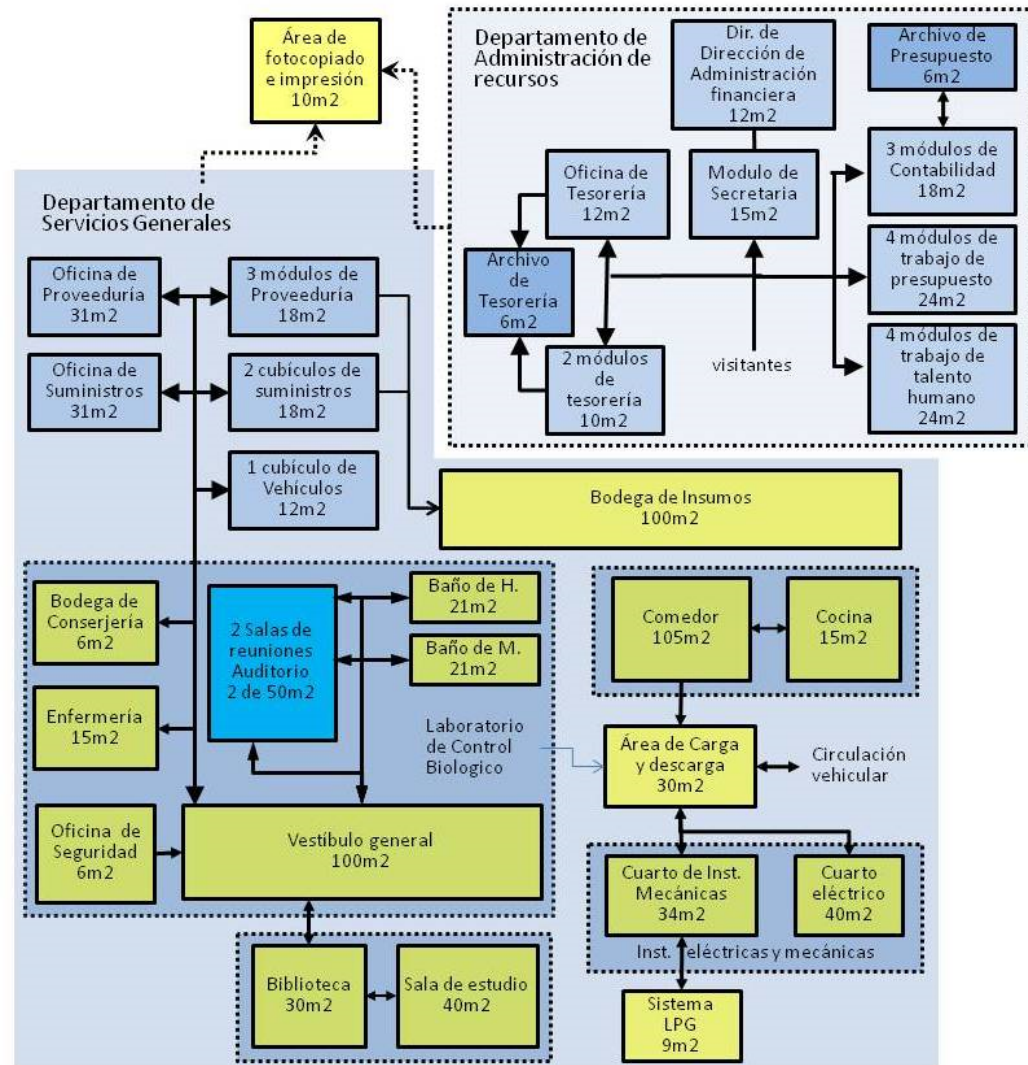 Área de
fotocopiado
e impresión
10m2
Departamento de
Administración de
recursos
Dir. de
Dirección de
Administración
financiera
12m2
Archivo de
Presupuesto
6m2
Oficina de
Tesorería
12m2
Modulo de
Secretaria
15m2
3 módulos de
Contabilidad
18m2
Archivo
de
Tesorería
6m2
4 módulos de
trabajo de
presupuesto
24m2
2 módulos
de
tesorería
10m2
visitantes
4 módulos de
trabajo de
talento
humano
24m2
Departamento de
Servicios Generales
Oficina de
Proveeduría
31m2
3 módulos de
Proveeduría
18m2
Oficina de
Suministros
31m2
2 cubículos de
suministros
18m2
1 cubículo de
Vehículos
12m2
Bodega de Insumos
100m2
Bodega de
Conserjería
6m2
2 Salas de
reuniones
Auditorio
2 de 50m2
Baño de H.
21m2
Baño de M.
21m2
Comedor
105m2
Cocina
15m2
Enfermería
15m2
Laboratorio
de Control
Biologico
Área de Carga
y descarga
30m2
Circulación
vehicular
Oficina de
Seguridad
6m2
Vestíbulo general
100m2
Cuarto de Inst.
Mecánicas
34m2
Cuarto
eléctrico
40m2
Inst. eléctricas y mecánicas
Biblioteca
30m2
Sala de estudio
40m2
Sistema
LPG
9m2